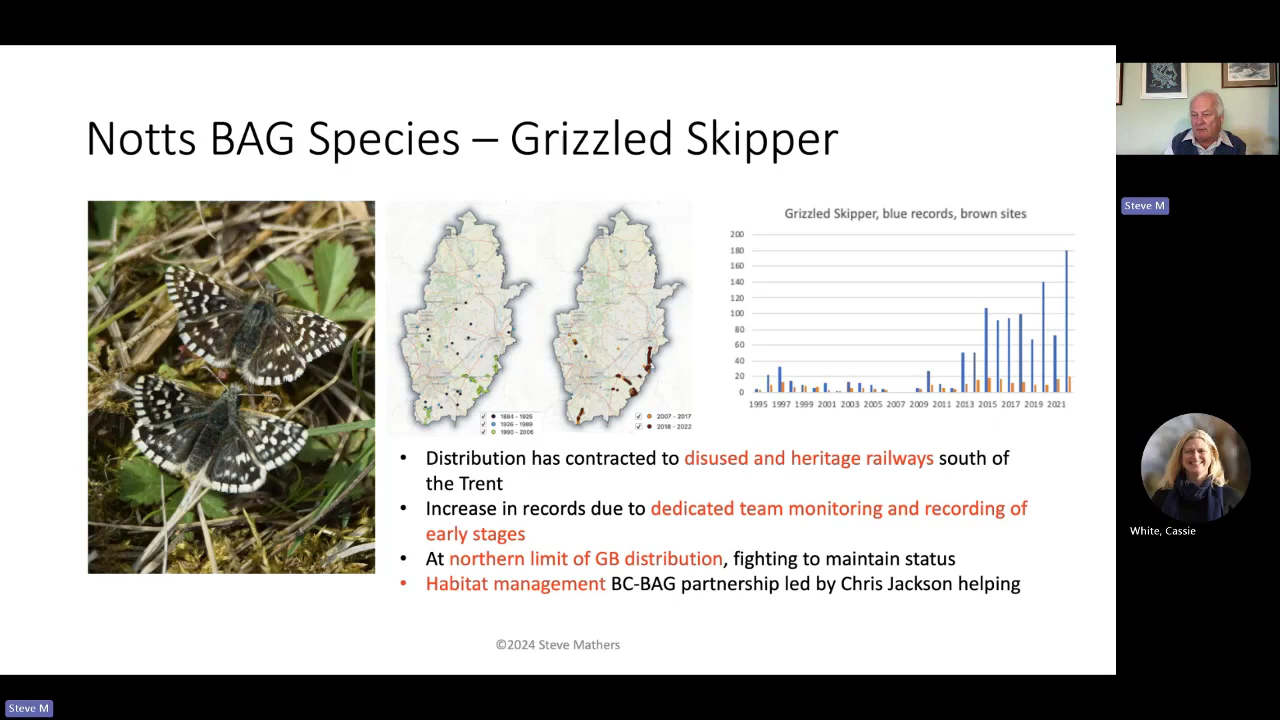 Notts BAG Species – Grizzled Skipper
1884 - 1925
1926 - 1989
1990 - 2006
2007 - 2017
2018 - 2022
Grizzled Skipper, blue records, brown sites
200
180
160
140
120
100
80
60
40
20
0
1995 1997 1999 2001 2003 2005 2007 2009 2011 2013 2015 2017 2019 2021
• Distribution has contracted to disused and heritage railways south of
the Trent
• Increase in records due to dedicated team monitoring and recording of
early stages
• At northern limit of GB distribution, fighting to maintain status
• Habitat management BC-BAG partnership led by Chris Jackson helping
©2024 Steve Mathers
Steve M
White, Cassie
Steve M